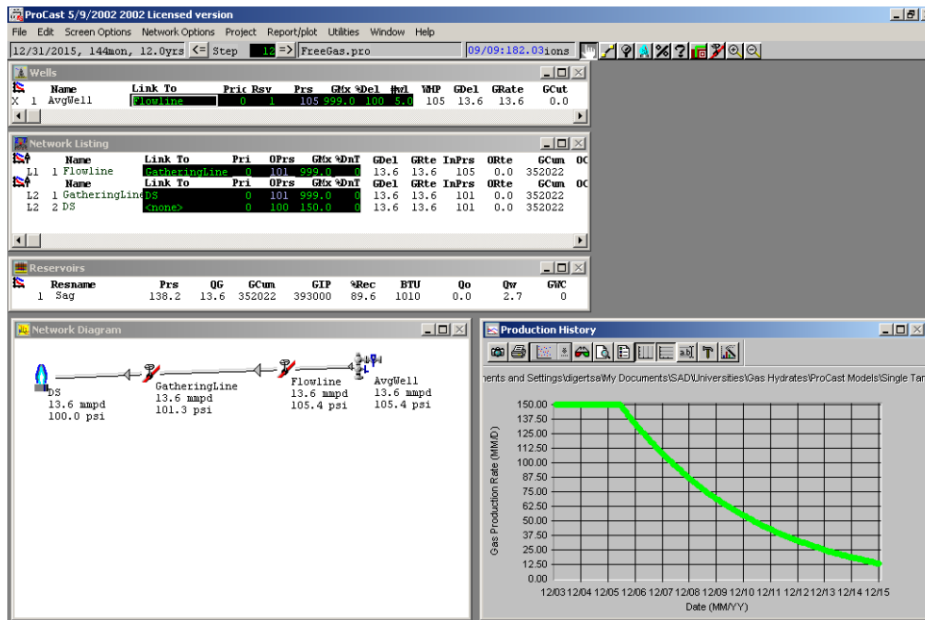 ProCast 5/9/2002 2002 Licensed version
File Edit Screen Options Network Options Project Report/plot Utilities Window Help
12/31/2015, 144mon, 12.0yrs <= Step 12 => FreeGas.pro 09/09:182.03ions
Wells
Name Link To Pric Rsv Prs GMx %Del #wl WHP GDel GRate GCut
X 1 AvgWell Flowline 0 1 105 999.0 100 5.0 105 13.6 13.6 0.0
Network Listing
Name Link To Pri OPrs GMx %DnT GDel GRte InPrs ORte GCum OC
L1 1 Flowline GatheringLine 0 101 999.0 0 13.6 13.6 105 0.0 352022
Name Link To Pri OPrs GMx %DnT GDel GRte InPrs ORte GCum OC
L2 1 GatheringLin DS 0 101 999.0 0 13.6 13.6 101 0.0 352022
L2 2 DS <none> 0 100 150.0 0 13.6 13.6 101 0.0 352022
Reservoirs
Resname Prs QG GCum GIP %Rec BTU Qo Qw GWC
1 Sag 138.2 13.6 352022 393000 89.6 1010 0.0 2.7 0
Network Diagram
DS
13.6 mmpd
100.0 psi
GatheringLine
13.6 mmpd
101.3 psi
Flowline
13.6 mmpd
105.4 psi
AvgWell
13.6 mmpd
105.4 psi
Production History
ents and Settings\digertsa\My Documents\SAD\Universities\Gas Hydrates\ProCast Models\Single Tan
Gas Production Rate (MM/D)
150.00
137.50
125.00
112.50
100.00
87.50
75.00
62.50
50.00
37.50
25.00
12.50
0.00
12/03 12/04 12/05 12/06 12/07 12/08 12/09 12/10 12/11 12/12 12/13 12/14 12/15
Date (MM/YY)